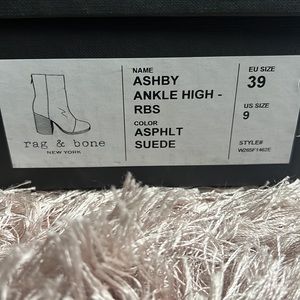 rag & bone
NEW YORK
NAME
ASHBY
ANKLE HIGH -
RBS
COLOR
ASPHLT
SUEDE
EU SIZE
39
US SIZE
9
STYLE#
W265F1462E